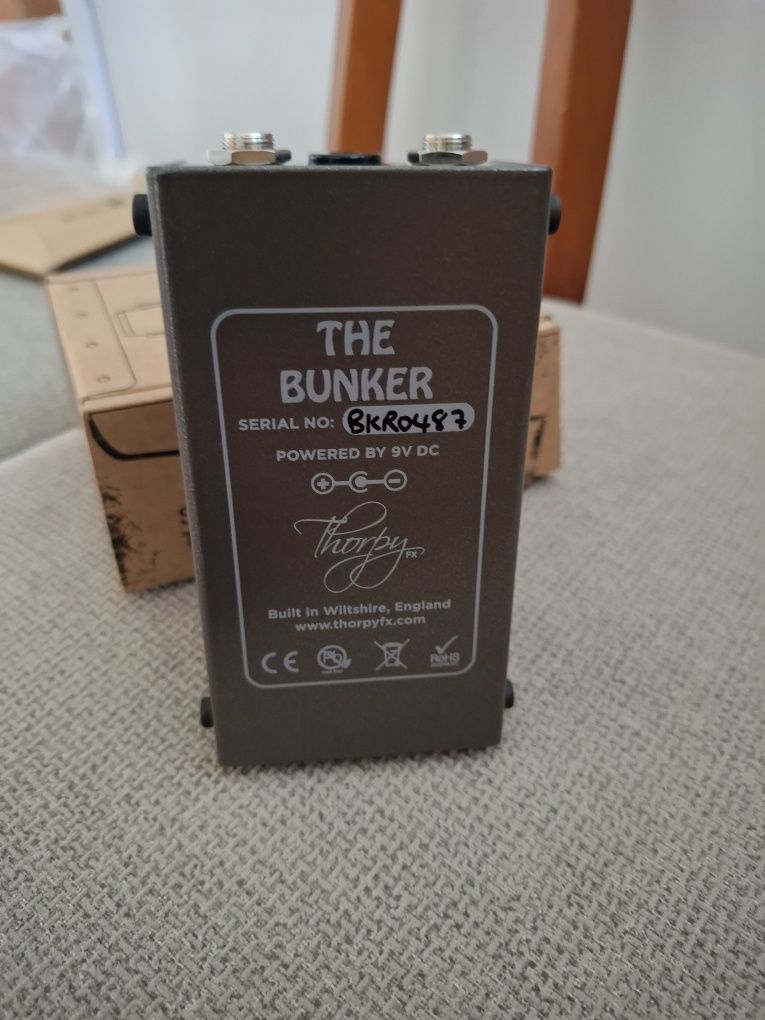 THE
BUNKER
SERIAL NO: BKR0487
POWERED BY 9V DC
Thorpy FX
Built in Wiltshire, England
www.thorpyfx.com
CE Pb RoHS